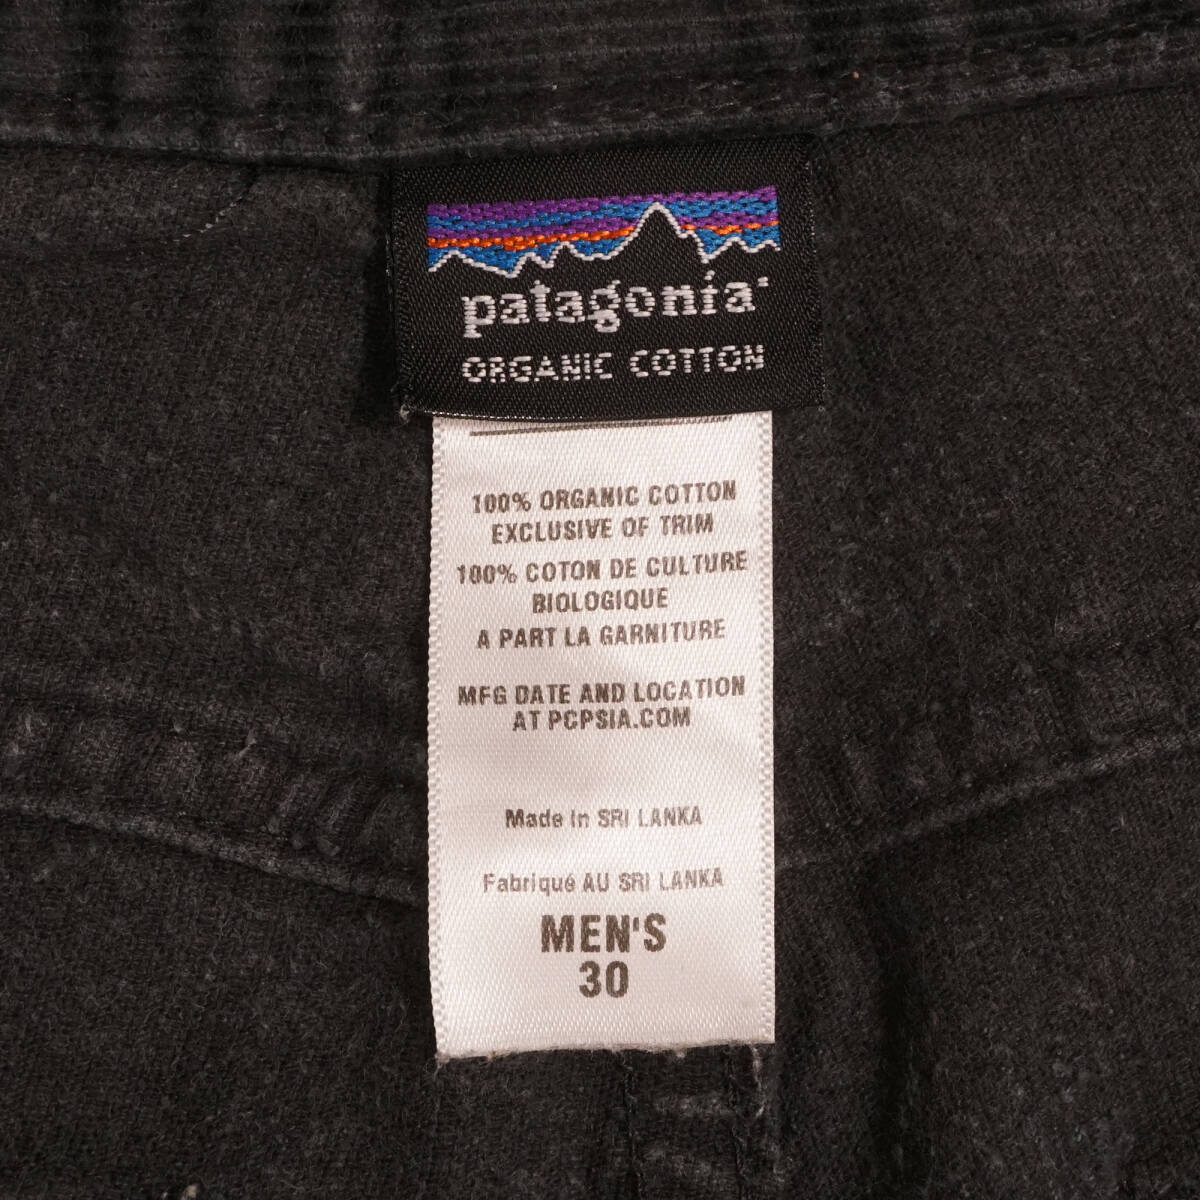 patagonia
ORGANIC COTTON
100% ORGANIC COTTON
EXCLUSIVE OF TRIM
100% COTON DE CULTURE
BIOLOGIQUE
A PART LA GARNITURE
MFG DATE AND LOCATION
AT PCPSIA.COM
Made in SRI LANKA
Fabriqué AU SRI LANKA
MEN'S
30